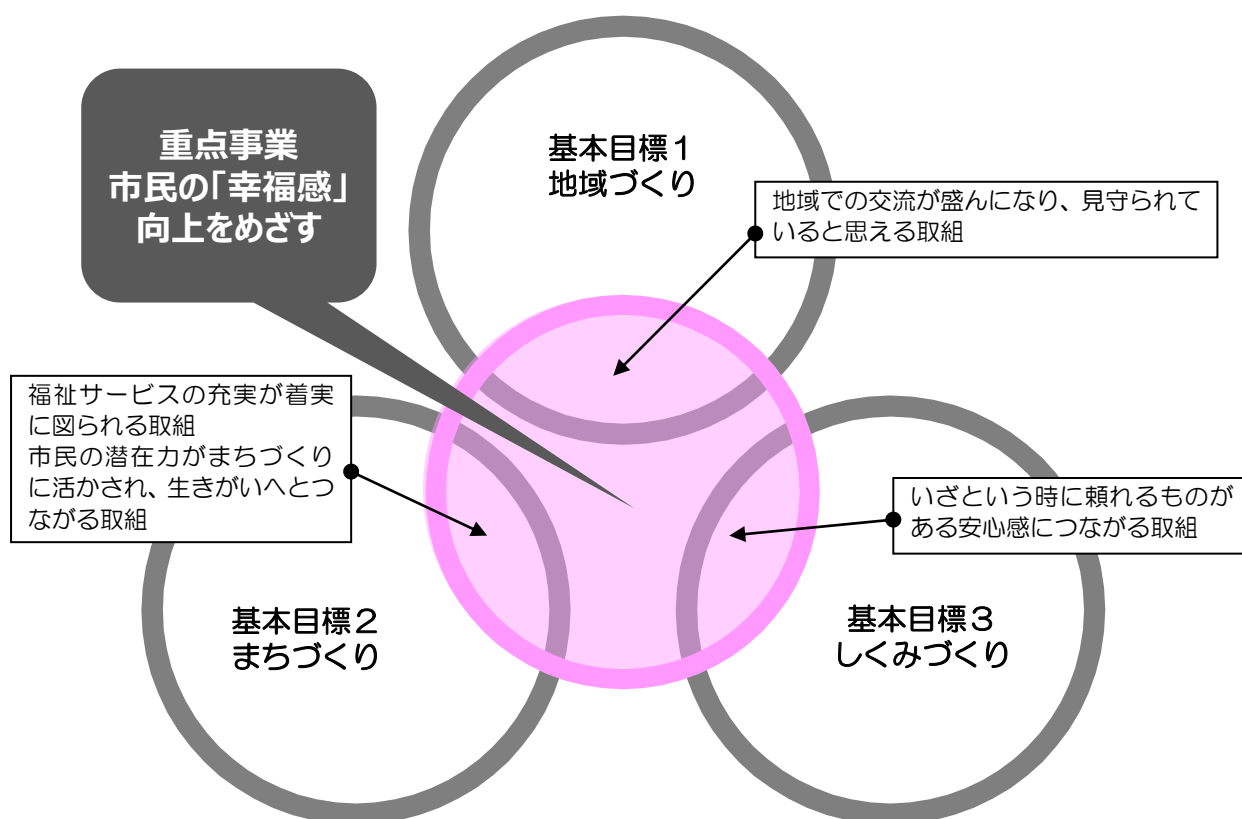 重点事業
市民の「幸福感」
向上をめざす
基本目標１
地域づくり
地域での交流が盛んになり、見守られて
いると思える取組
福祉サービスの充実が着実
に図られる取組
市民の潜在力がまちづくり
に活かされ、生きがいへとつ
ながる取組
いざという時に頼れるものが
ある安心感につながる取組
基本目標２
まちづくり
基本目標３
しくみづくり